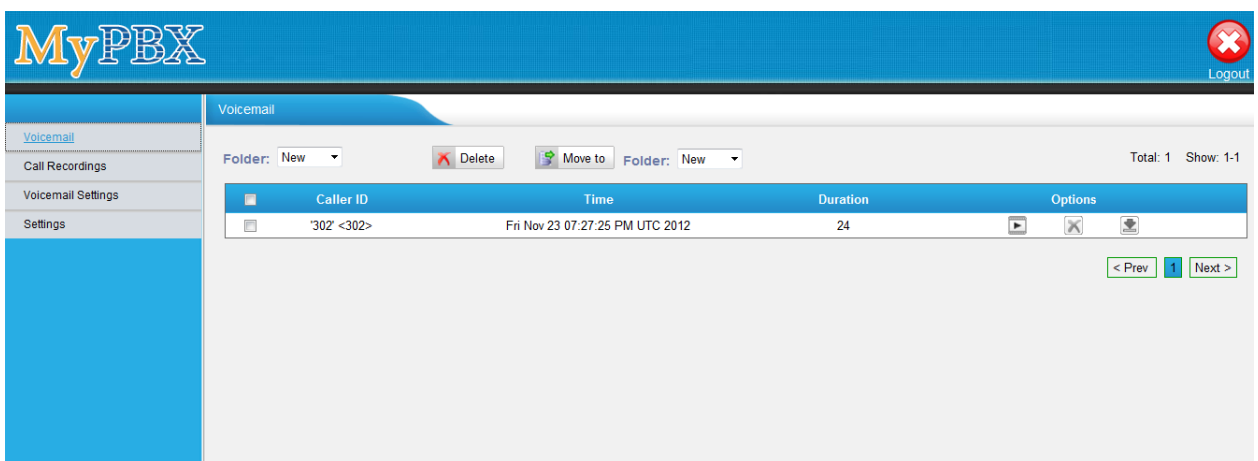 MyPBX
Logout
Voicemail
Voicemail
Call Recordings
Voicemail Settings
Settings
Folder: New Delete Move to Folder: New Total: 1 Show: 1-1
Caller ID Time Duration Options
'302' <302> Fri Nov 23 07:27:25 PM UTC 2012 24
< Prev 1 Next >